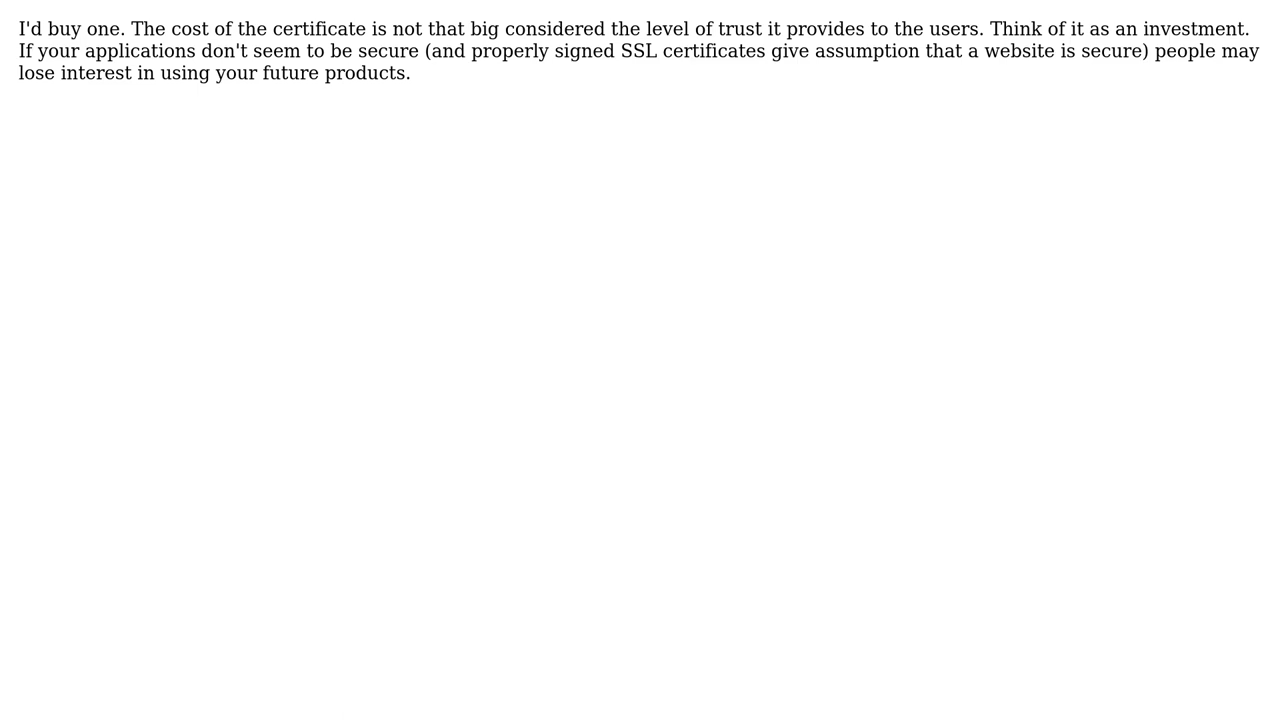 I'd buy one. The cost of the certificate is not that big considered the level of trust it provides to the users. Think of it as an investment.
If your applications don't seem to be secure (and properly signed SSL certificates give assumption that a website is secure) people may
lose interest in using your future products.